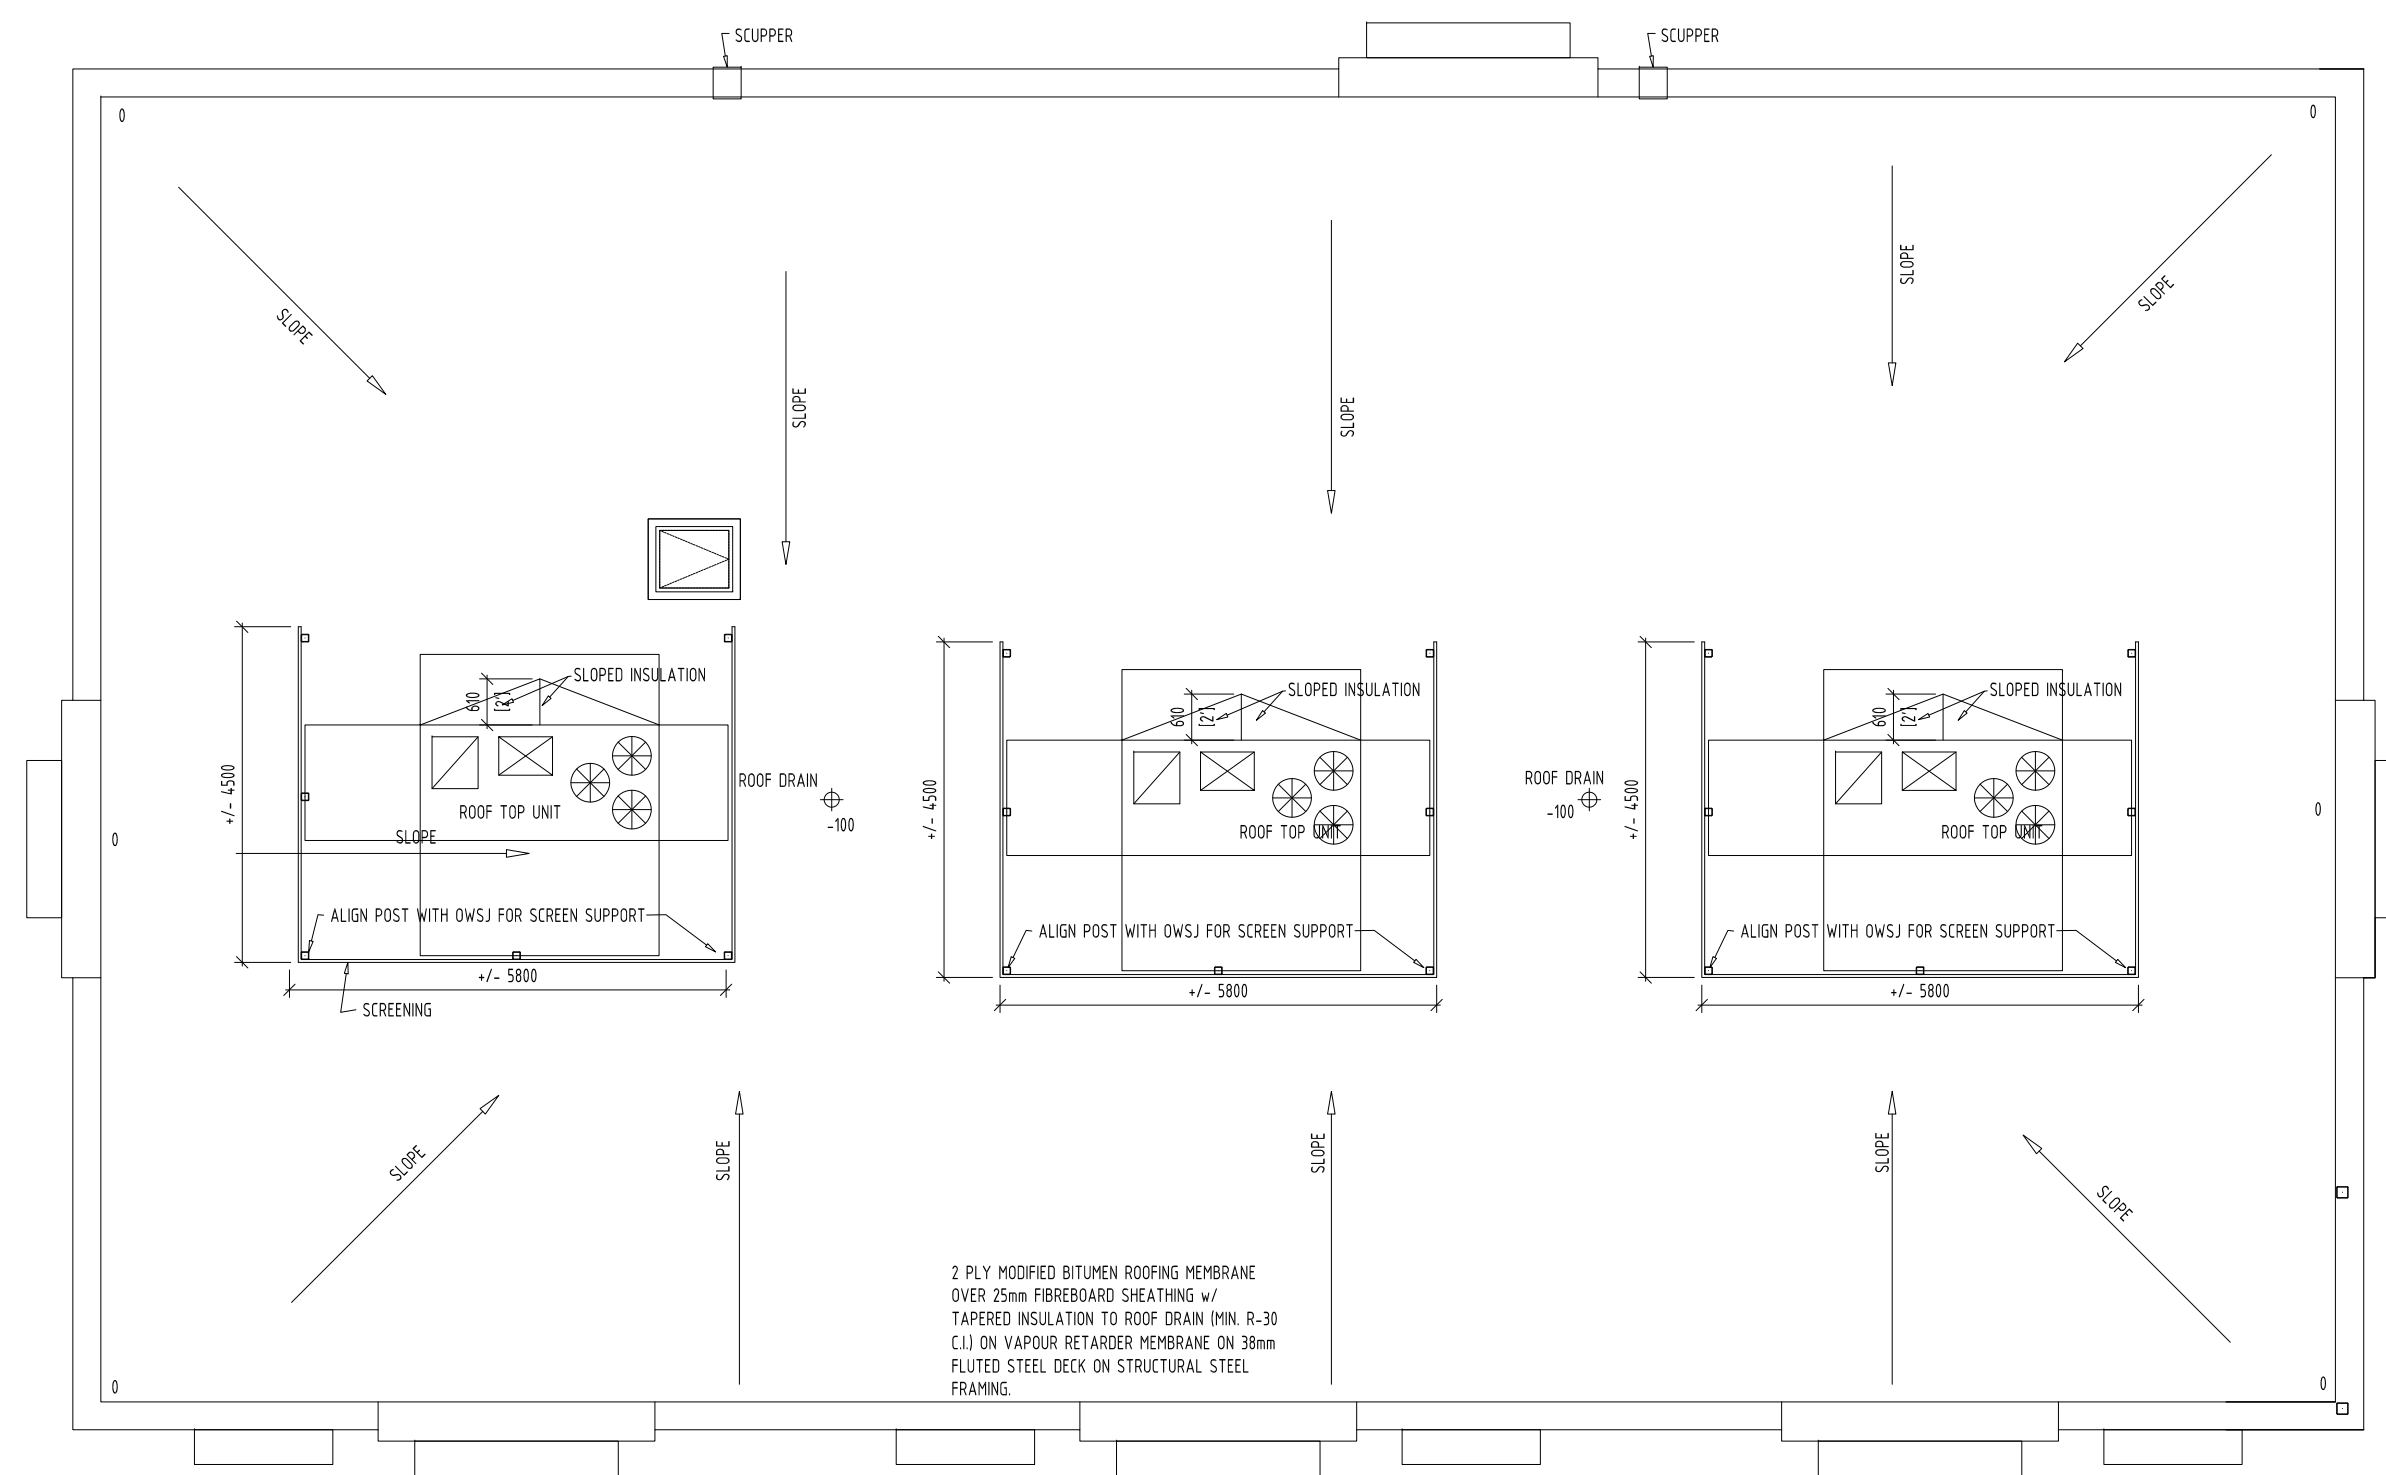 SCUPPER
SCUPPER
0
0
SLOPE
SLOPE
SLOPE
SLOPE
SLOPE
SLOPED INSULATION
610
[2']
+/- 4500
ROOF TOP UNIT
SLOPE
ALIGN POST WITH OWSJ FOR SCREEN SUPPORT
+/- 5800
SCREENING
ROOF DRAIN
-100
0
SLOPED INSULATION
610
[2']
+/- 4500
ROOF TOP UNIT
ALIGN POST WITH OWSJ FOR SCREEN SUPPORT
+/- 5800
ROOF DRAIN
-100
SLOPED INSULATION
610
[2']
+/- 4500
ROOF TOP UNIT
ALIGN POST WITH OWSJ FOR SCREEN SUPPORT
+/- 5800
0
SLOPE
SLOPE
SLOPE
SLOPE
SLOPE
2 PLY MODIFIED BITUMEN ROOFING MEMBRANE
OVER 25mm FIBREBOARD SHEATHING w/
TAPERED INSULATION TO ROOF DRAIN (MIN. R-30
C.I.) ON VAPOUR RETARDER MEMBRANE ON 38mm
FLUTED STEEL DECK ON STRUCTURAL STEEL
FRAMING.
0
0